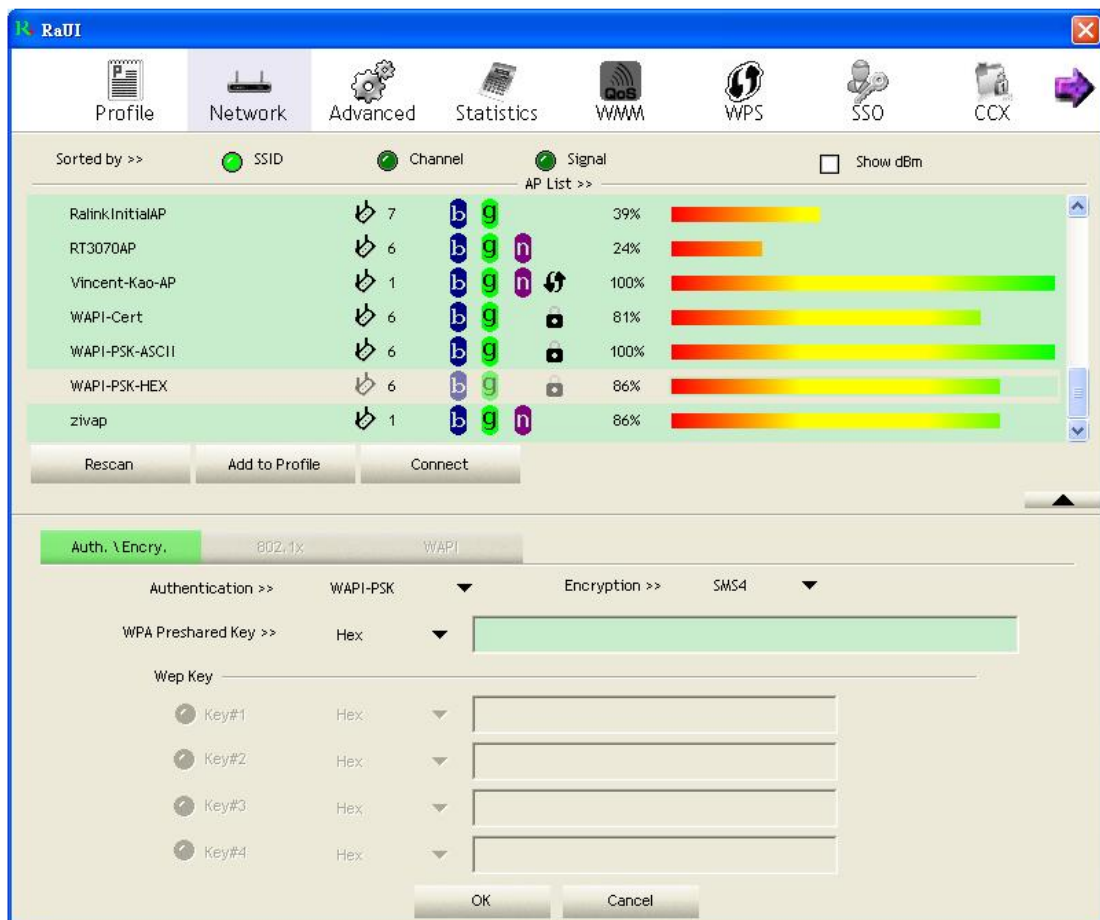 RaUI
Profile Network Advanced Statistics QoS WMM WPS SSO CCX
Sorted by >> SSID Channel Signal Show dBm
AP List >>
RalinkInitialAP 7 b g 39%
RT3070AP 6 b g n 24%
Vincent-Kao-AP 1 b g n 100%
WAPI-Cert 6 b g 81%
WAPI-PSK-ASCII 6 b g 100%
WAPI-PSK-HEX 6 b g 86%
zivap 1 b g n 86%
Rescan Add to Profile Connect
Auth. \ Encry. 802.1x WAPI
Authentication >> WAPI-PSK Encryption >> SMS4
WPA Preshared Key >> Hex
Wep Key
Key#1 Hex
Key#2 Hex
Key#3 Hex
Key#4 Hex
OK Cancel